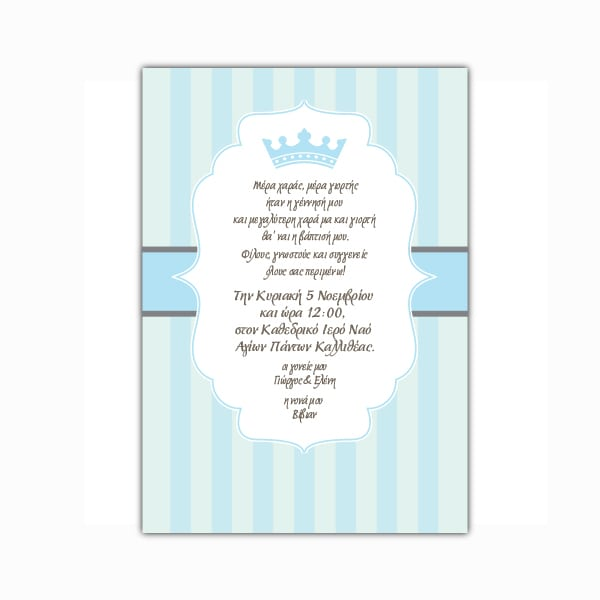 Μέρα χαράς, μέρα γιορτής
ήταν η γέννησή μου
και μεγαλύτερη χαρά μα και γιορτή
θα' ναι η βάπτισή μου.
Φίλους, γνωστούς και συγγενείς
όλους σας περιμένω!
Την Κυριακή 5 Νοεμβρίου
και ώρα 12:00,
στον Καθεδρικό Ιερό Ναό
Αγίων Πάντων Καλλιθέας.
οι γονείς μου
Γιώργος & Ελένη
η νονά μου
Βίβιαν